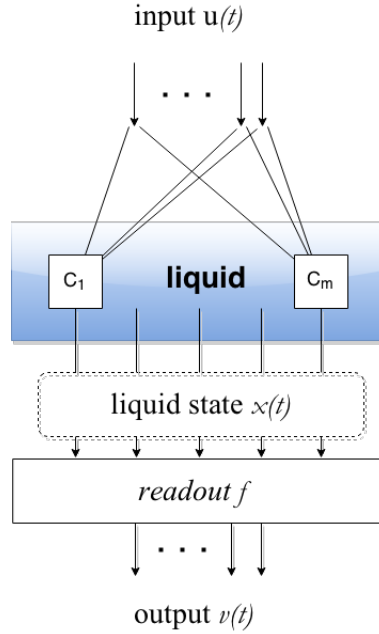 input u(t)
. . .
C1 liquid Cm
liquid state x(t)
readout f
. . .
output v(t)